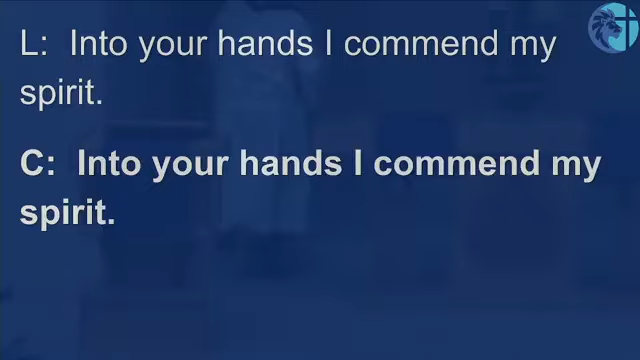 L:  Into your hands I commend my
spirit.
C:  Into your hands I commend my
spirit.